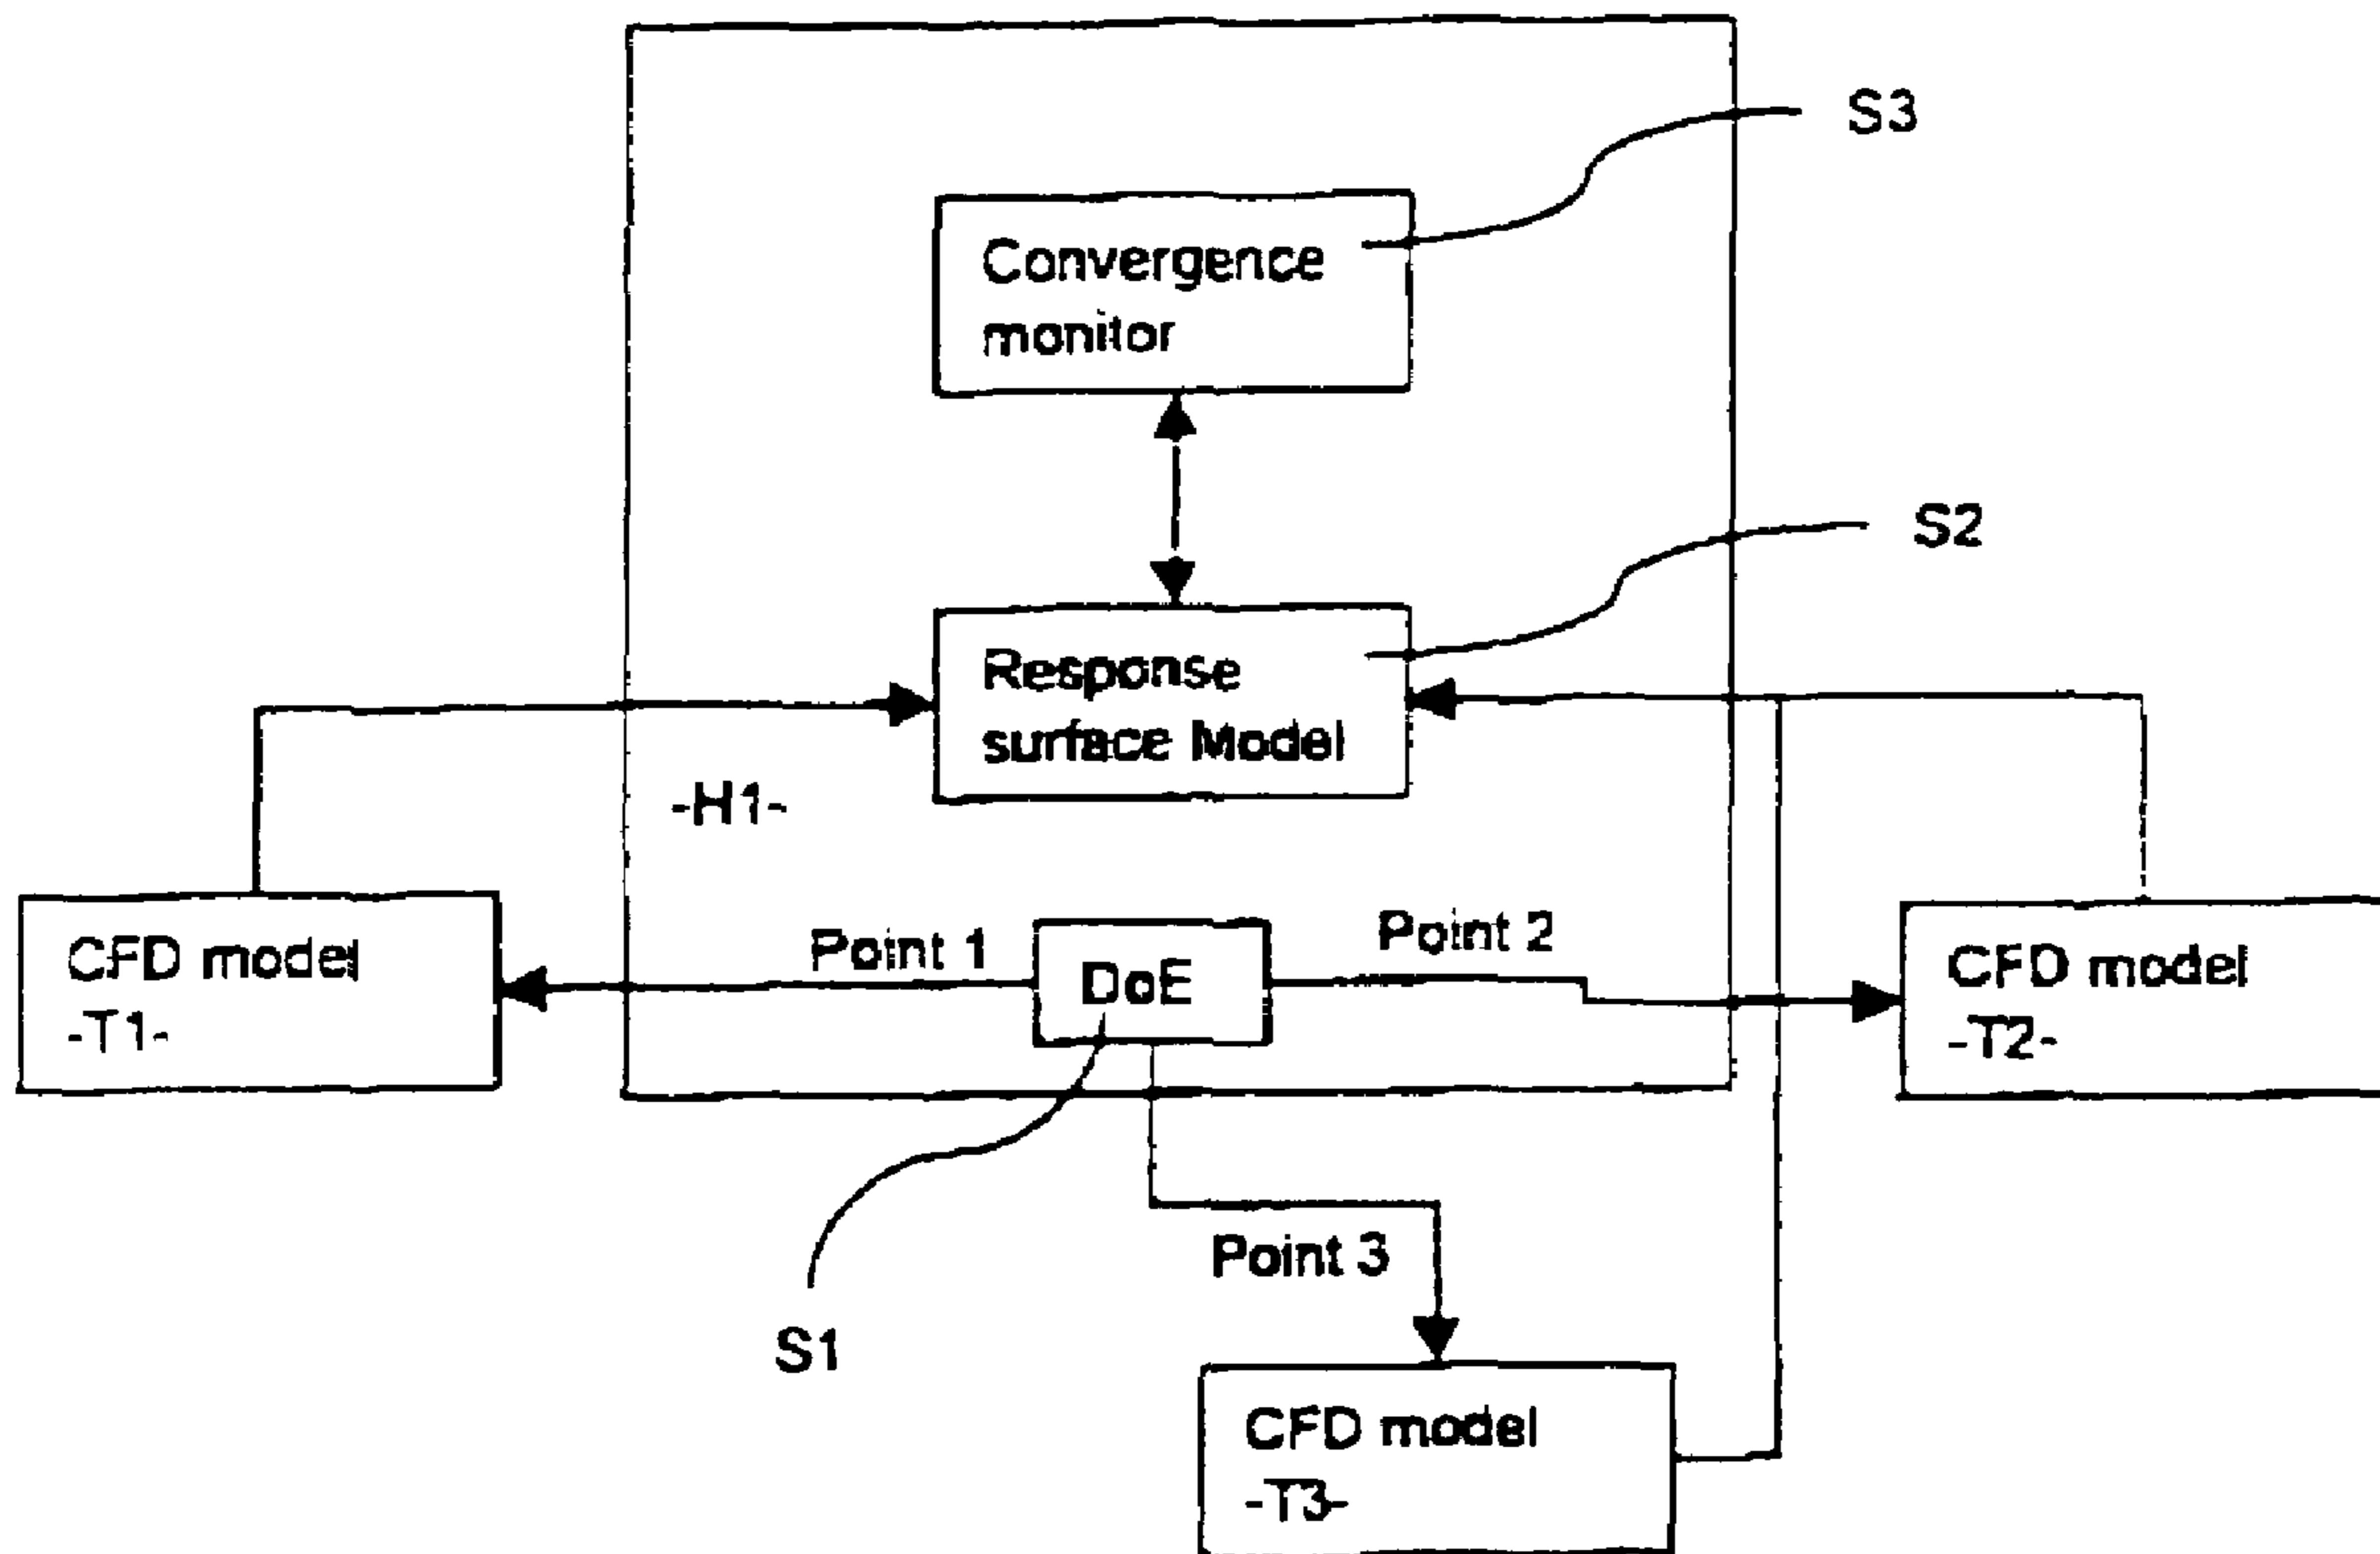 S3
Convergence
monitor
S2
Response
surface Model
-H1-
Point 1
DoE
Point 2
CFD model
-T1-
CFD model
-T2-
S1
Point 3
CFD model
-T3-